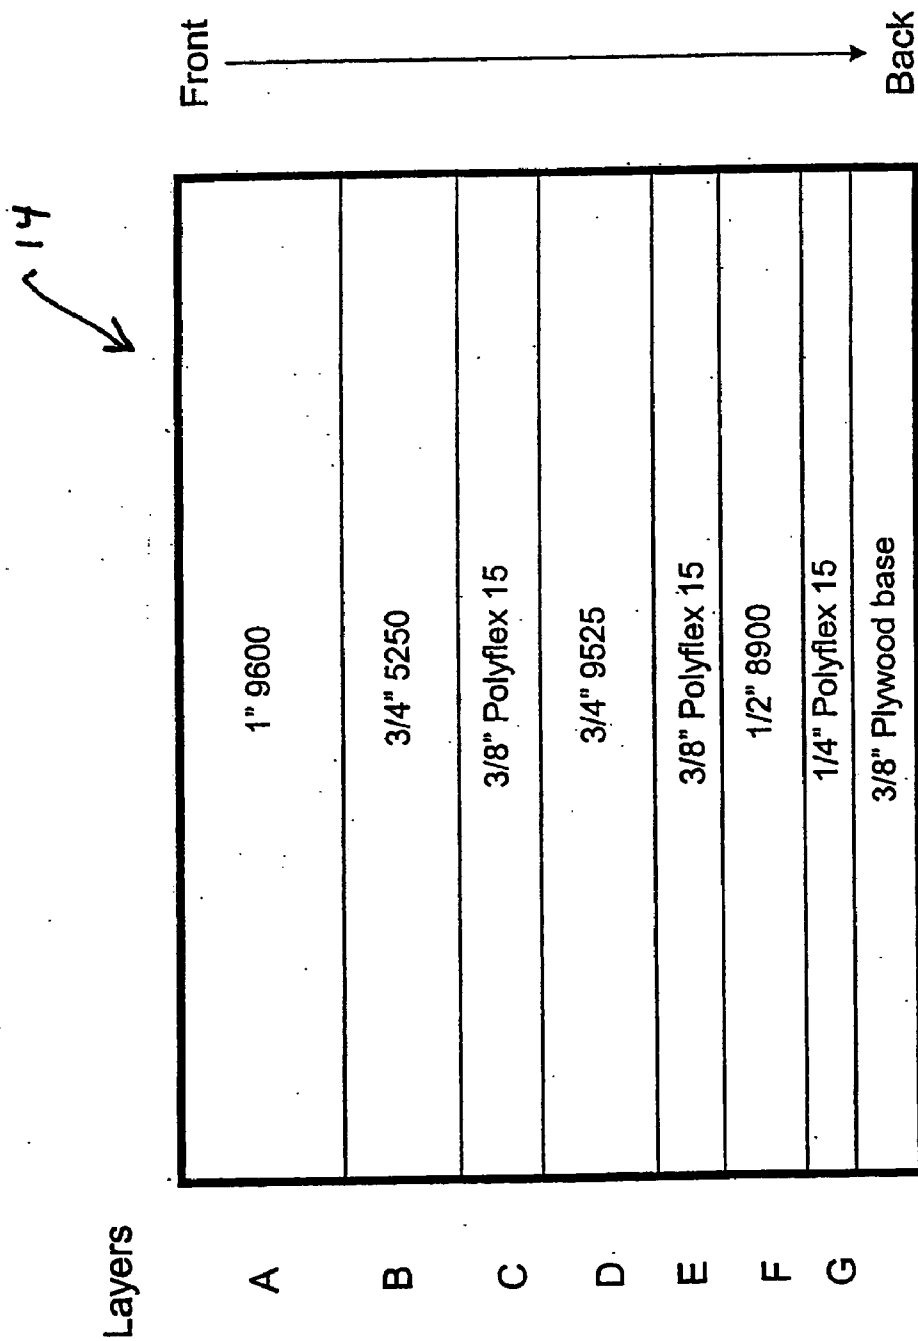 14
Layers
Front
A 1" 9600
B 3/4" 5250
C 3/8" Polyflex 15
D 3/4" 9525
E 3/8" Polyflex 15
F 1/2" 8900
G 1/4" Polyflex 15
3/8" Plywood base
Back